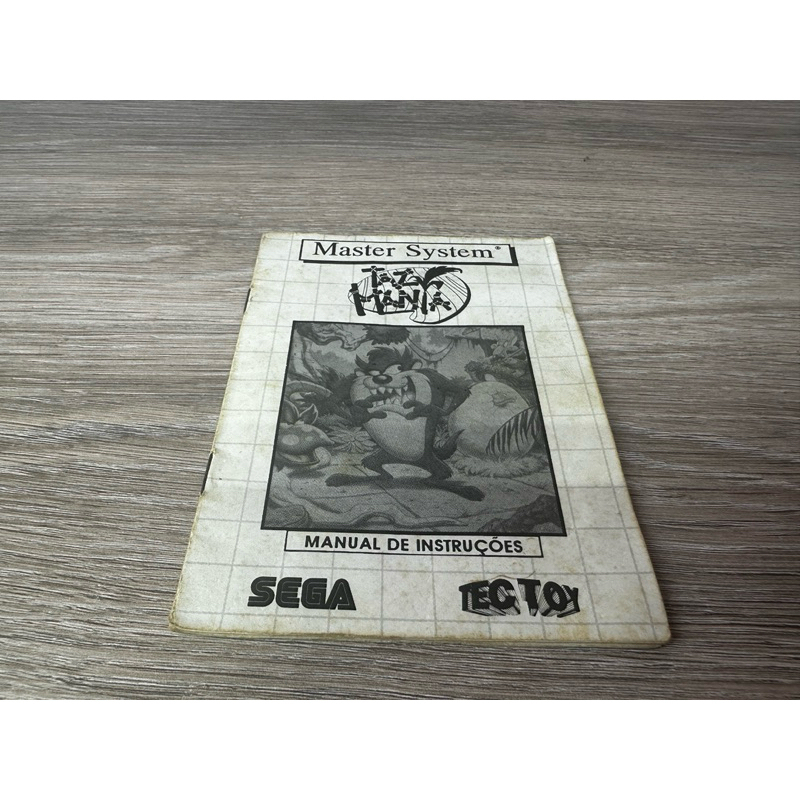 Master System®
TAZ-
MANIA
MANUAL DE INSTRUÇÕES
SEGA
TEC TOY